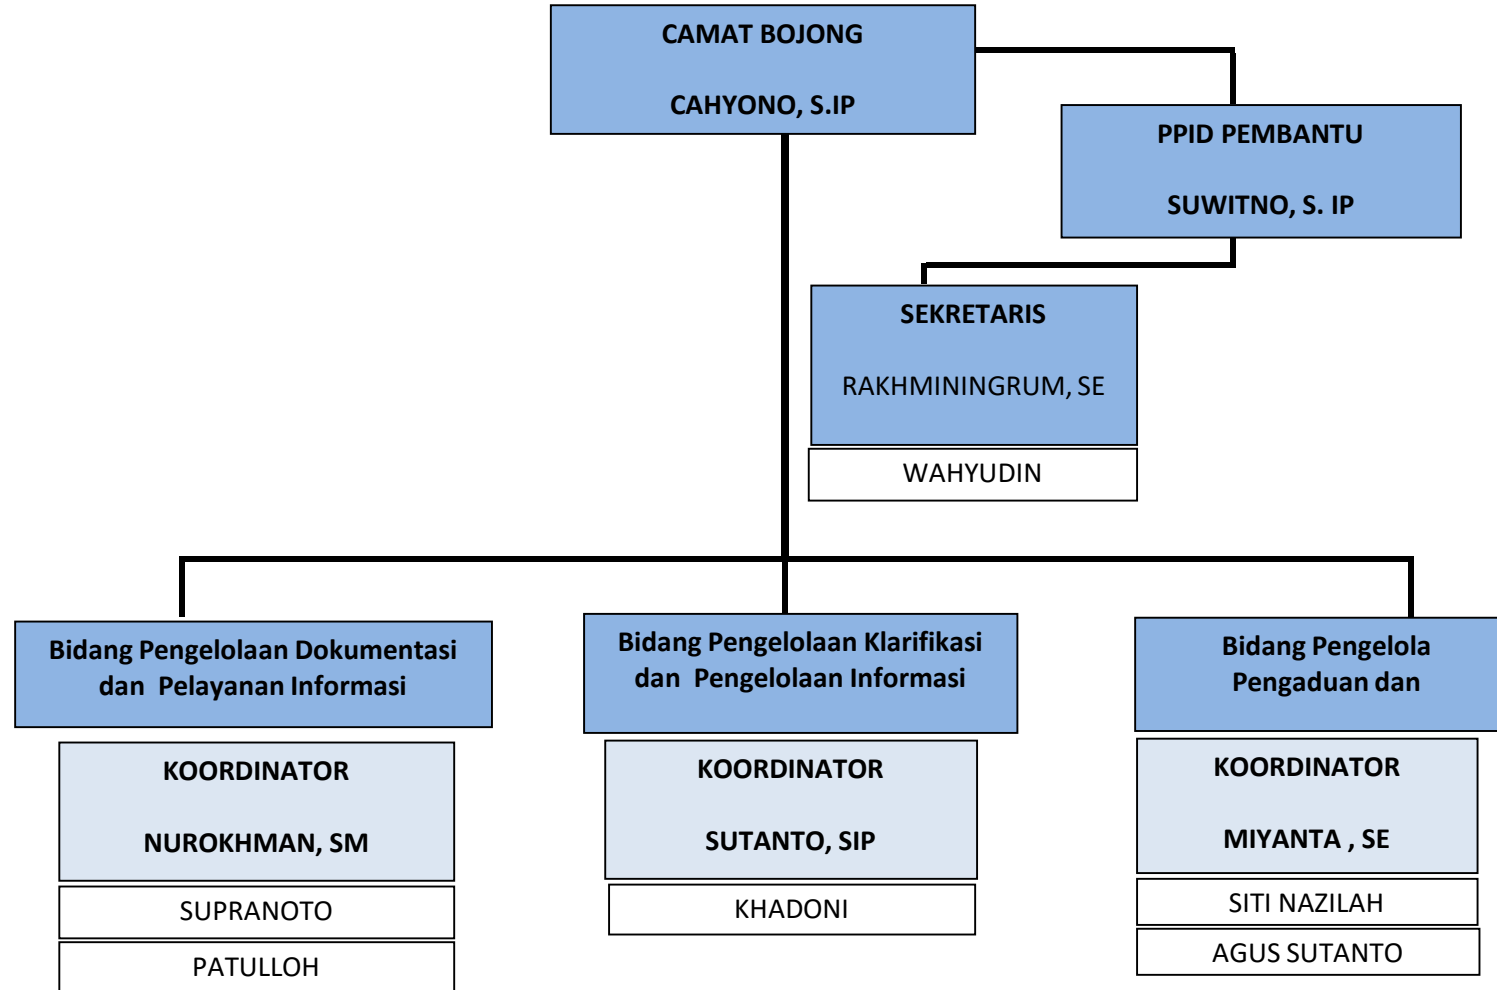 CAMAT BOJONG
CAHYONO, S.IP
PPID PEMBANTU
SUWITNO, S. IP
SEKRETARIS
RAKHMININGRUM, SE
WAHYUDIN
Bidang Pengelolaan Dokumentasi
dan  Pelayanan Informasi
KOORDINATOR
NUROKHMAN, SM
SUPRANOTO
PATULLOH
Bidang Pengelolaan Klarifikasi
dan  Pengelolaan Informasi
KOORDINATOR
SUTANTO, SIP
KHADONI
Bidang Pengelola
Pengaduan dan
KOORDINATOR
MIYANTA , SE
SITI NAZILAH
AGUS SUTANTO